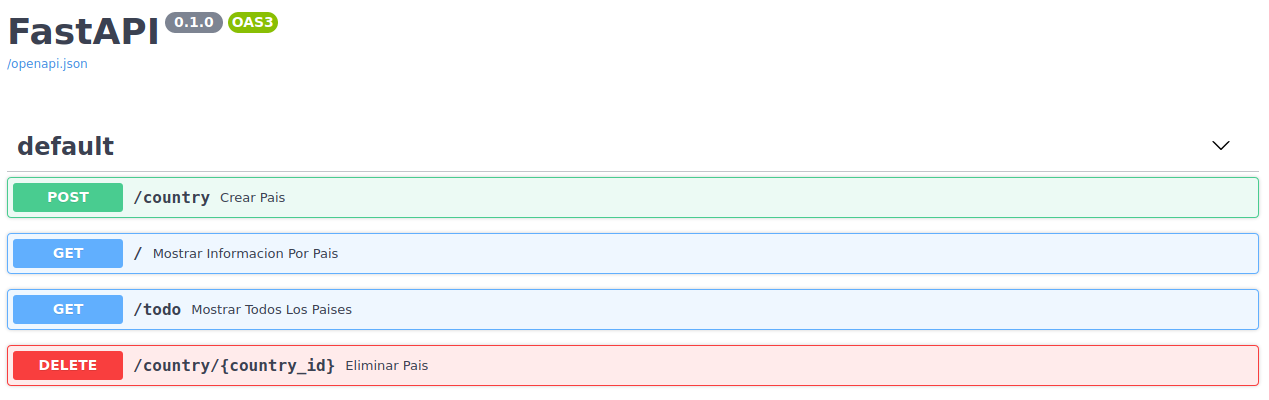 FastAPI 0.1.0 OAS3
/openapi.json
default
POST /country Crear Pais
GET / Mostrar Informacion Por Pais
GET /todo Mostrar Todos Los Paises
DELETE /country/{country_id} Eliminar Pais